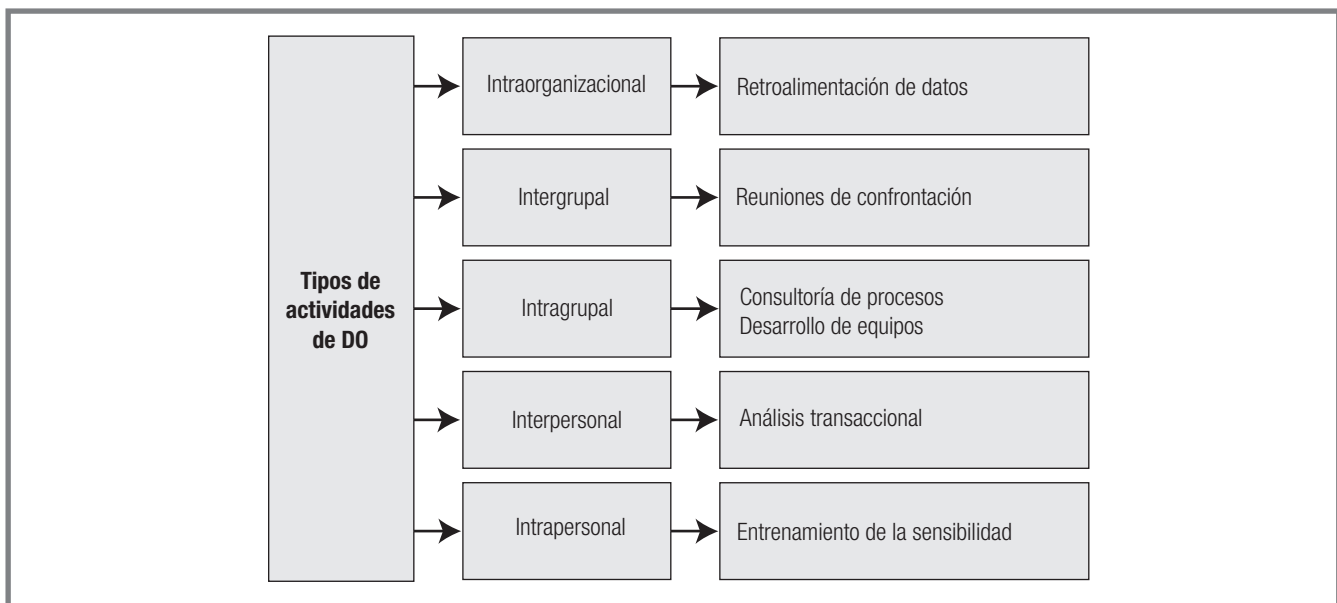 Tipos de
actividades
de DO
Intraorganizacional
Retroalimentación de datos
Intergrupal
Reuniones de confrontación
Intragrupal
Consultoría de procesos
Desarrollo de equipos
Interpersonal
Análisis transaccional
Intrapersonal
Entrenamiento de la sensibilidad